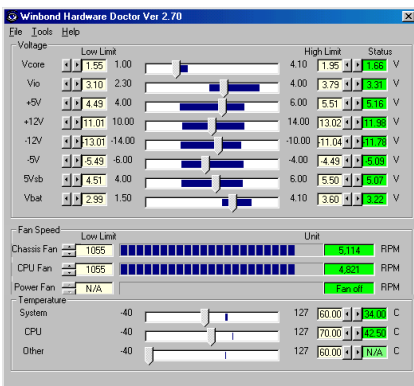 Winbond Hardware Doctor Ver 2.70
File Tools Help
Voltage
Low Limit High Limit Status
Vcore 1.55 1.00 4.10 1.95 1.66 V
Vio 3.10 2.30 4.00 3.79 3.31 V
+5V 4.49 4.00 6.00 5.51 5.16 V
+12V 11.01 10.00 14.00 13.02 11.98 V
-12V -13.01 -14.00 -10.00 -11.04 -11.78 V
-5V -5.49 -6.00 -4.00 -4.49 -5.09 V
5Vsb 4.51 4.00 6.00 5.50 5.07 V
Vbat 2.99 1.50 4.10 3.60 3.22 V
Fan Speed
Low Limit Unit
Chassis Fan 1055 5,114 RPM
CPU Fan 1055 4,821 RPM
Power Fan N/A Fan off RPM
Temperature
System -40 127 60.00 34.00 C
CPU -40 127 70.00 42.50 C
Other -40 127 60.00 N/A C